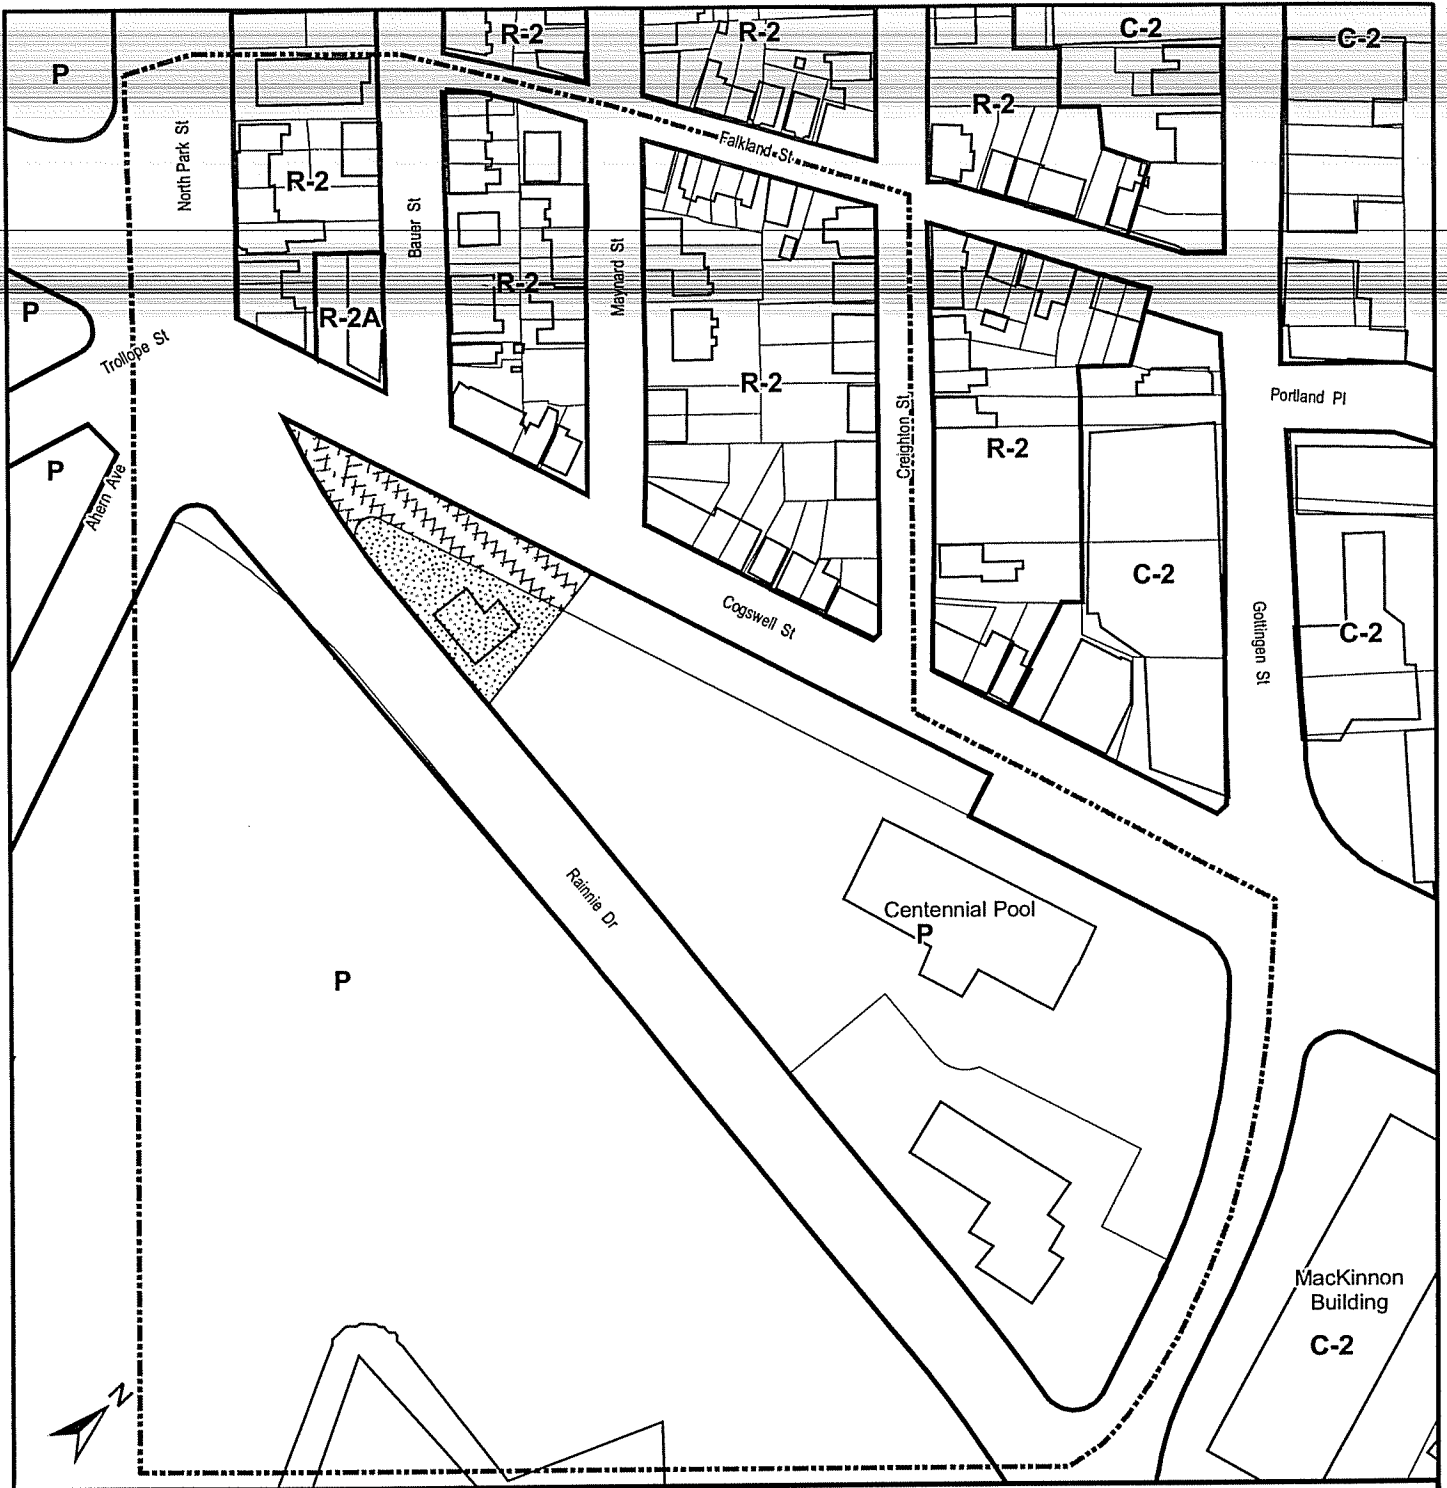 R-2
R-2
C-2
C-2
P
R-2
North Park St
Falkland St
R-2
Bauer St
Maynard St
R-2
P
R-2A
Trollope St
R-2
Creighton St
Portland Pl
P
Ahern Ave
R-2
C-2
Cogswell St
Gottingen St
C-2
Rainnie Dr
Centennial Pool
P
P
MacKinnon
Building
C-2
N